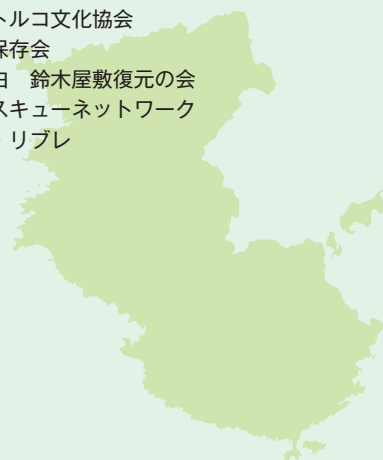 トルコ文化協会
保存会
鈴木屋敷復元の会
スキューネットワーク
リブレ